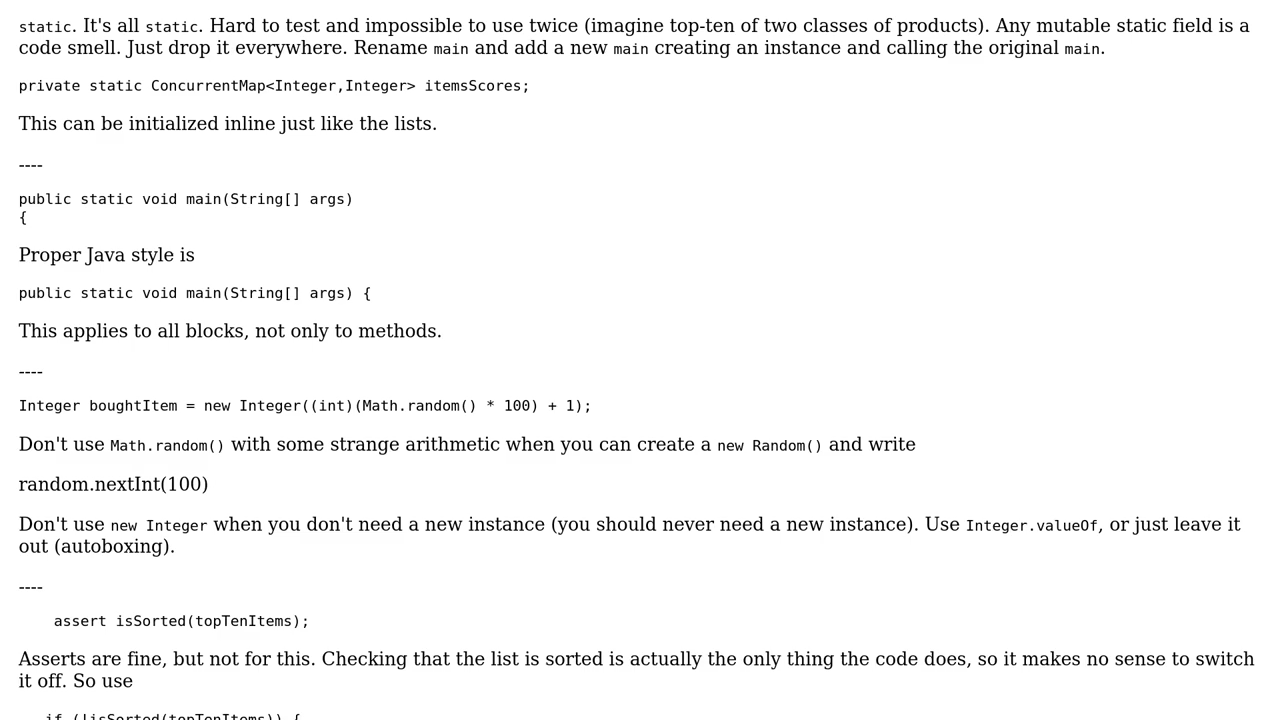 static. It's all static. Hard to test and impossible to use twice (imagine top-ten of two classes of products). Any mutable static field is a
code smell. Just drop it everywhere. Rename main and add a new main creating an instance and calling the original main.
private static ConcurrentMap<Integer,Integer> itemsScores;
This can be initialized inline just like the lists.
----
public static void main(String[] args)
{
Proper Java style is
public static void main(String[] args) {
This applies to all blocks, not only to methods.
----
Integer boughtItem = new Integer((int)(Math.random() * 100) + 1);
Don't use Math.random() with some strange arithmetic when you can create a new Random() and write
random.nextInt(100)
Don't use new Integer when you don't need a new instance (you should never need a new instance). Use Integer.valueOf, or just leave it
out (autoboxing).
----
    assert isSorted(topTenItems);
Asserts are fine, but not for this. Checking that the list is sorted is actually the only thing the code does, so it makes no sense to switch
it off. So use
   if (!isSorted(topTenItems)) {